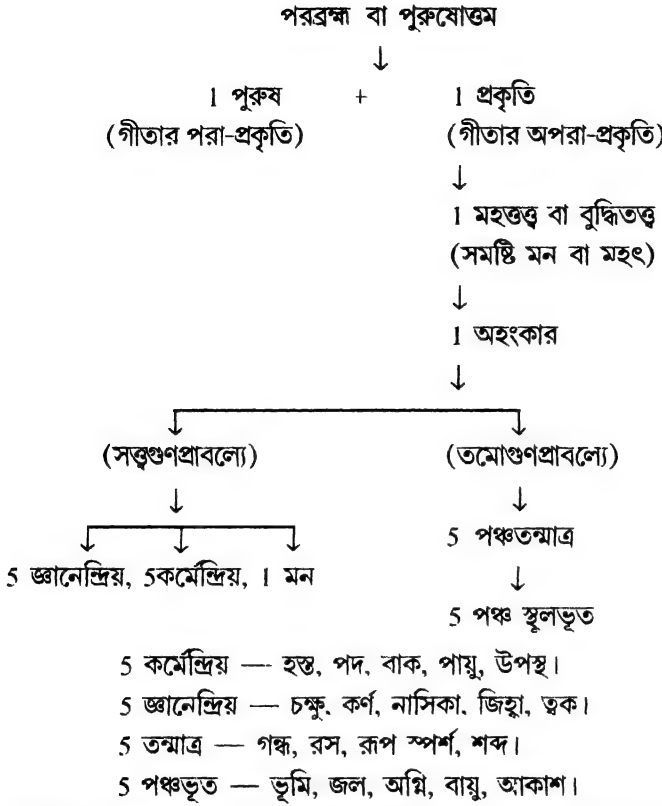 পরব্রহ্ম বা পুরুষোত্তম
↓
1 পুরুষ + 1 প্রকৃতি
(গীতার পরা-প্রকৃতি) (গীতার অপরা-প্রকৃতি)
↓
1 মহত্তত্ত্ব বা বুদ্ধিতত্ত্ব
(সমষ্টি মন বা মহৎ)
↓
1 অহংকার
↓
(সত্ত্বগুণপ্রাবল্যে) (তমোগুণপ্রাবল্যে)
↓ ↓
5 জ্ঞানেন্দ্রিয়, 5কর্মেন্দ্রিয়, 1 মন 5 পঞ্চতন্মাত্র
↓
5 পঞ্চ স্থূলভূত
5 কর্মেন্দ্রিয় — হস্ত, পদ, বাক, পায়ু, উপস্থ।
5 জ্ঞানেন্দ্রিয় — চক্ষু, কর্ণ, নাসিকা, জিহ্বা, ত্বক।
5 তন্মাত্র — গন্ধ, রস, রূপ স্পর্শ, শব্দ।
5 পঞ্চভূত — ভূমি, জল, অগ্নি, বায়ু, আকাশ।